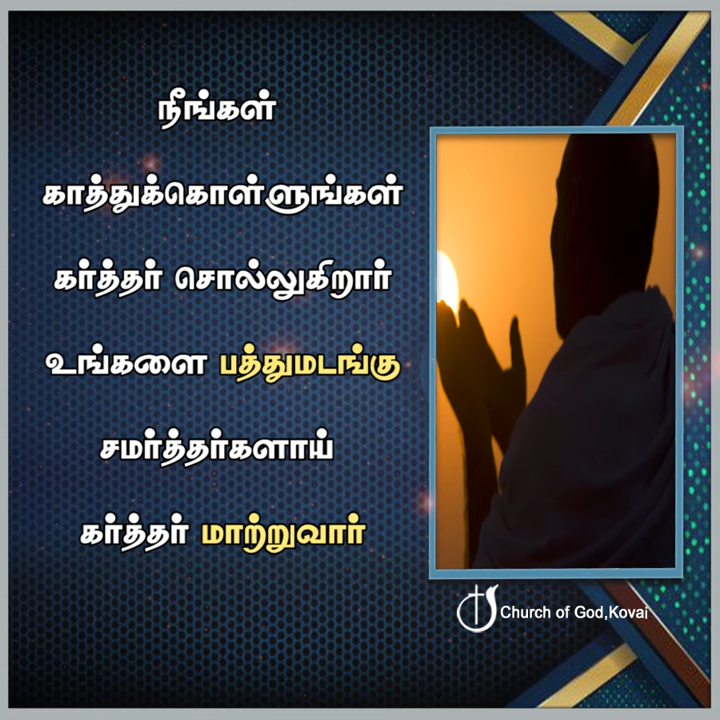 நீங்கள்
காத்துக்கொள்ளுங்கள்
கர்த்தர் சொல்லுகிறார்
உங்களை பத்துமடங்கு
சமர்த்தர்களாய்
கர்த்தர் மாற்றுவார்
Church of God,Kovai